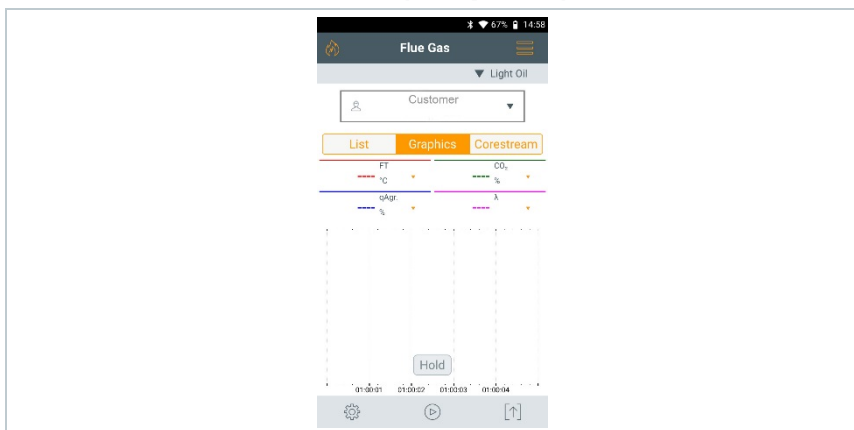 67% 14:58
Flue Gas
Light Oil
Customer
List Graphics Corestream
FT CO₂
---- °C ---- %
qAgr. λ
---- % ----
Hold
01:00:01 01:00:02 01:00:03 01:00:04